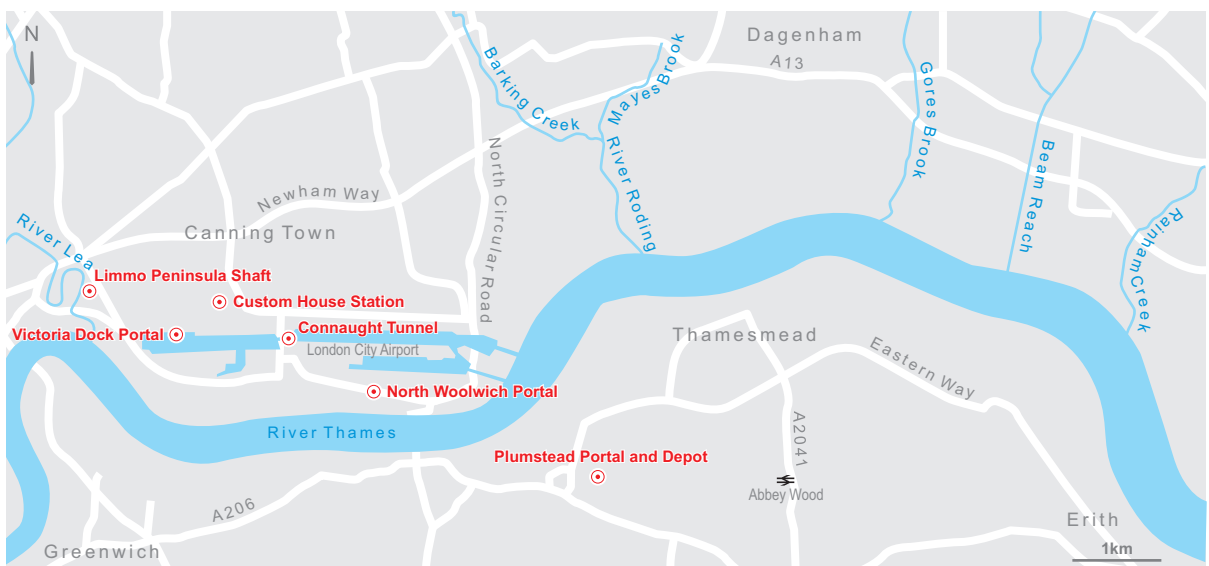 N
Dagenham
A13
Barking Creek
Mayes Brook
Gores Brook
River Roding
North Circular Road
Beam Reach
Newham Way
Rainham Creek
River Lea
Canning Town
Limmo Peninsula Shaft
Custom House Station
Connaught Tunnel
Victoria Dock Portal
London City Airport
Thamesmead
Eastern Way
North Woolwich Portal
River Thames
A2041
Plumstead Portal and Depot
Abbey Wood
A206
Erith
Greenwich
1km